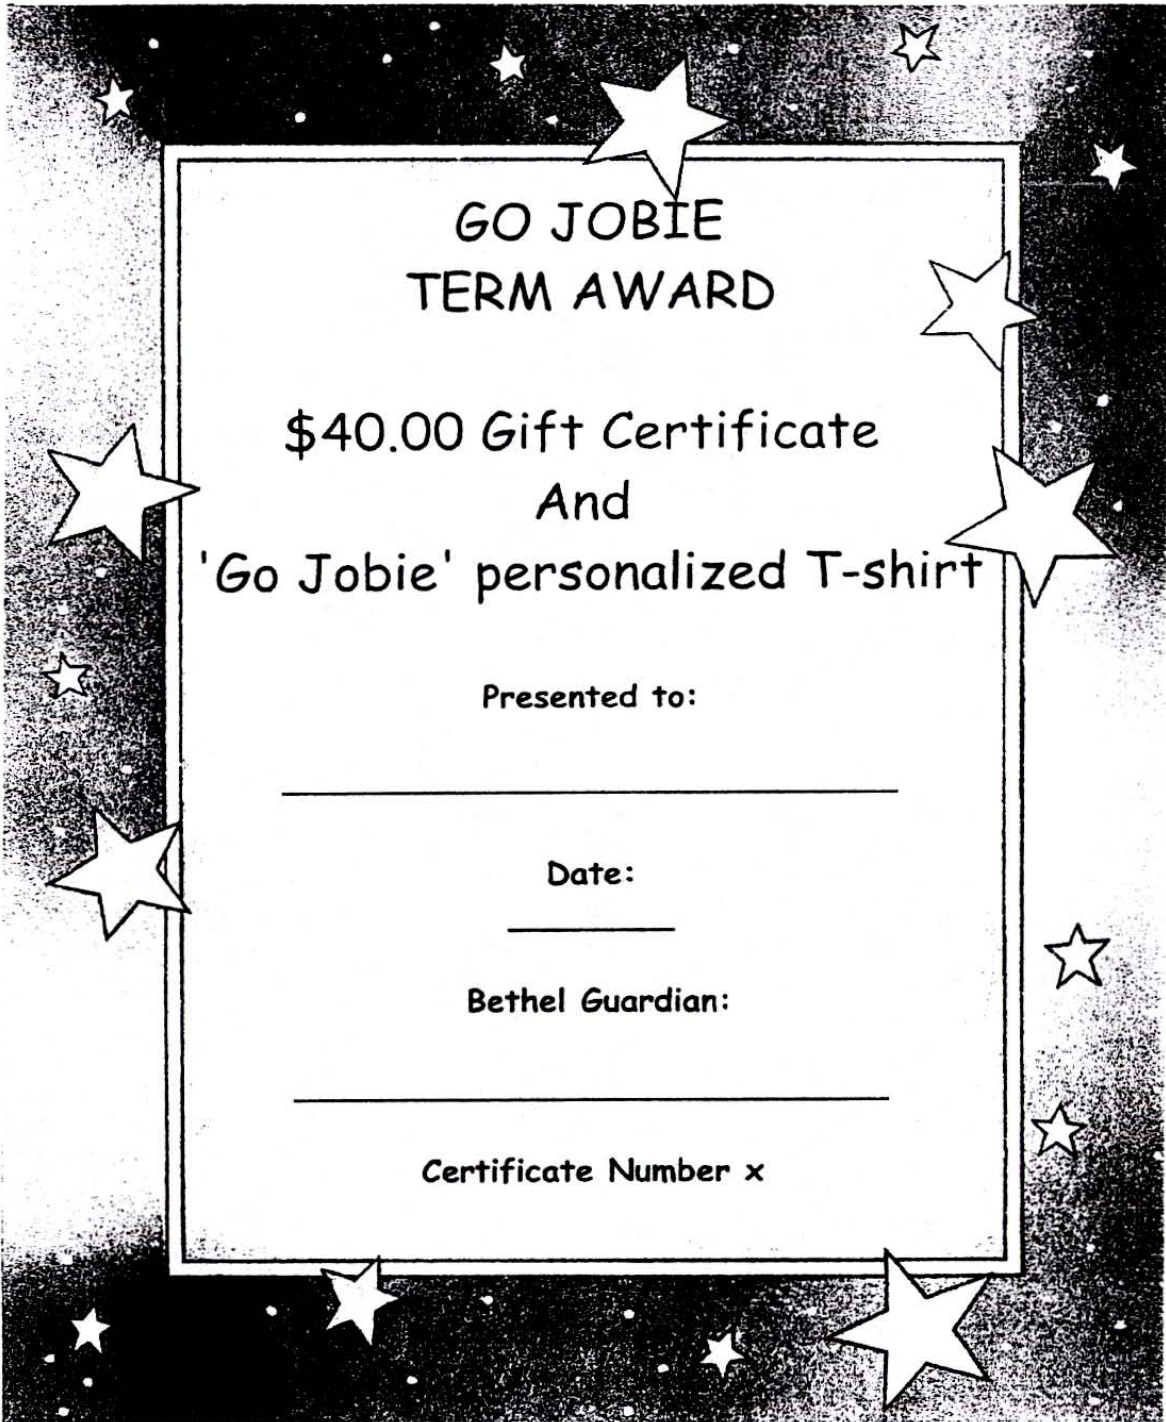 GO JOBIE
TERM AWARD
$40.00 Gift Certificate
And
'Go Jobie' personalized T-shirt
Presented to:
Date:
Bethel Guardian:
Certificate Number x